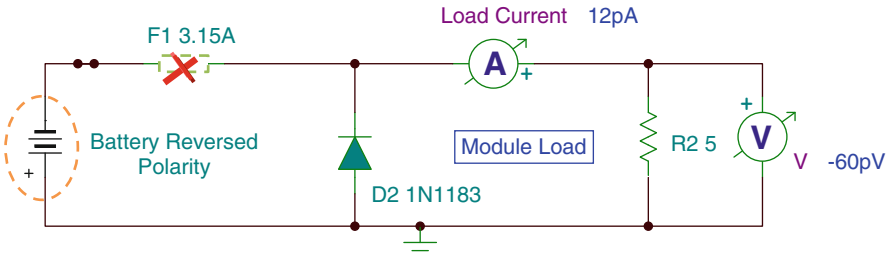 Load Current 12pA
F1 3.15A
A
+
+
Battery Reversed
Polarity
+
Module Load
R2 5
V
V -60pV
D2 1N1183